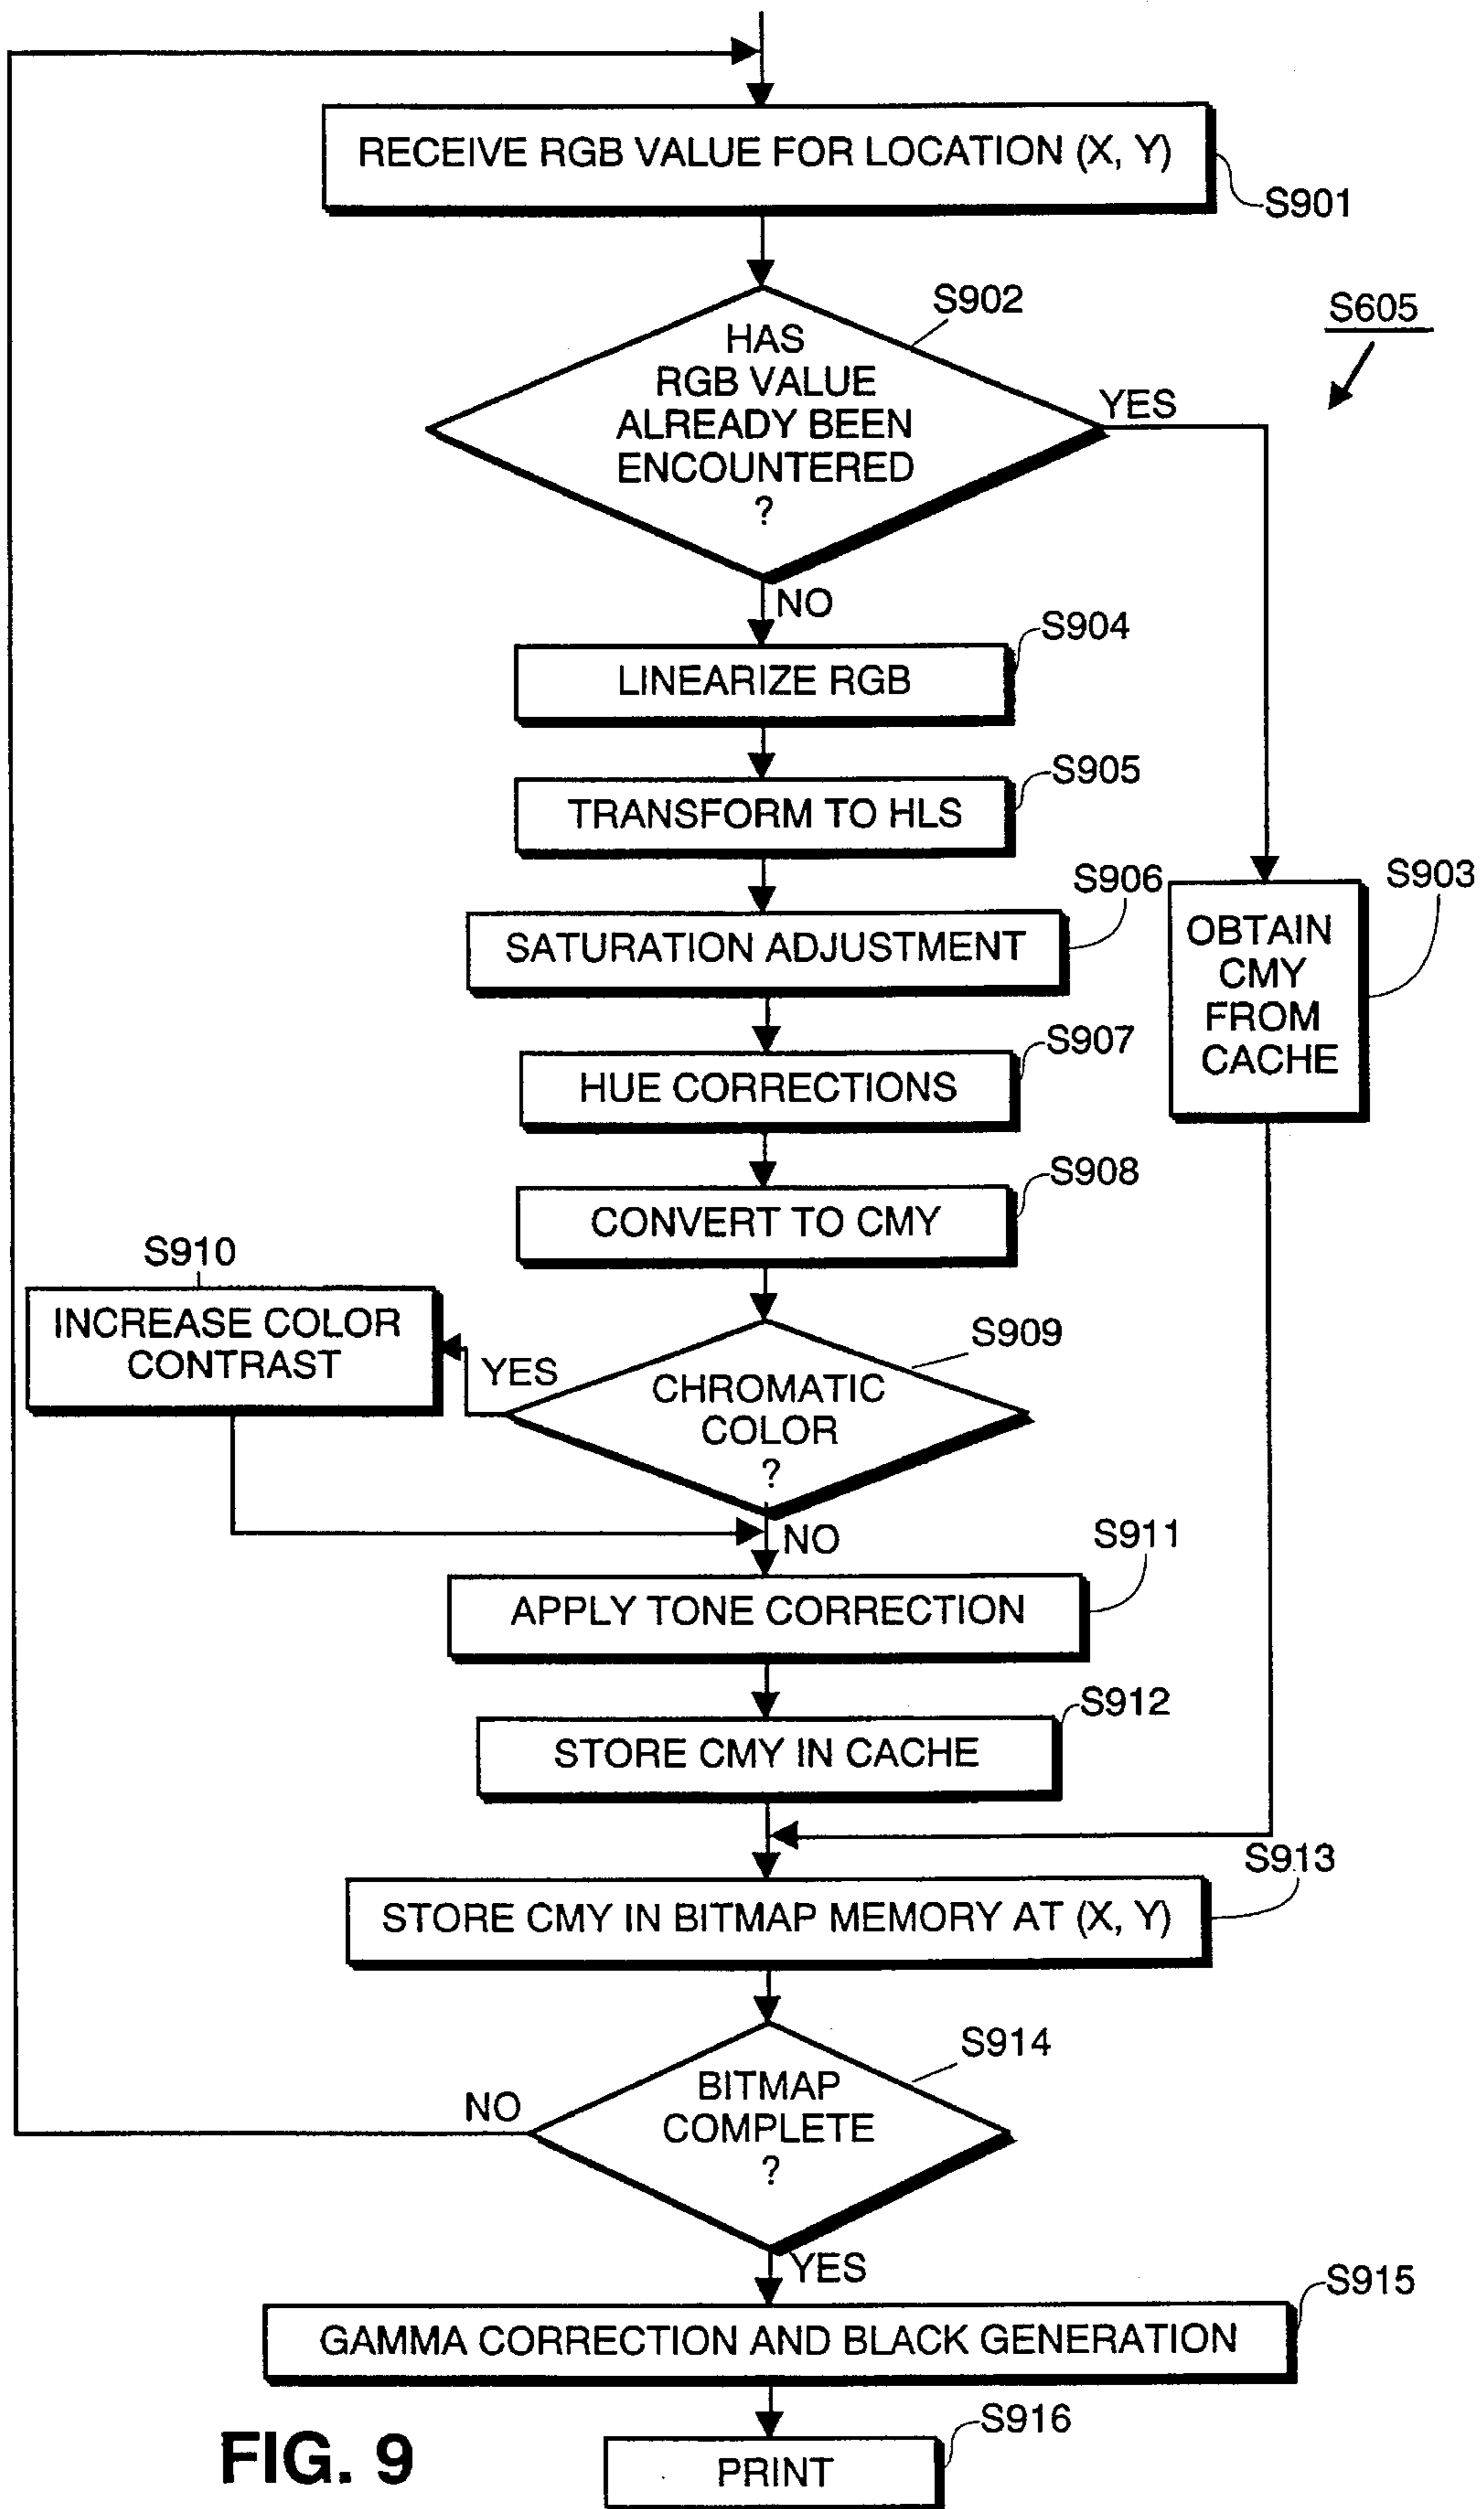 RECEIVE RGB VALUE FOR LOCATION (X, Y)
S901
S902
S605
HAS
RGB VALUE
ALREADY BEEN
ENCOUNTERED
?
YES
NO
S904
LINEARIZE RGB
S905
TRANSFORM TO HLS
S906
SATURATION ADJUSTMENT
S903
OBTAIN
CMY
FROM
CACHE
S907
HUE CORRECTIONS
S908
CONVERT TO CMY
S910
INCREASE COLOR
CONTRAST
YES
S909
CHROMATIC
COLOR
?
NO
S911
APPLY TONE CORRECTION
S912
STORE CMY IN CACHE
S913
STORE CMY IN BITMAP MEMORY AT (X, Y)
S914
BITMAP
COMPLETE
?
NO
YES
S915
GAMMA CORRECTION AND BLACK GENERATION
S916
PRINT
FIG. 9